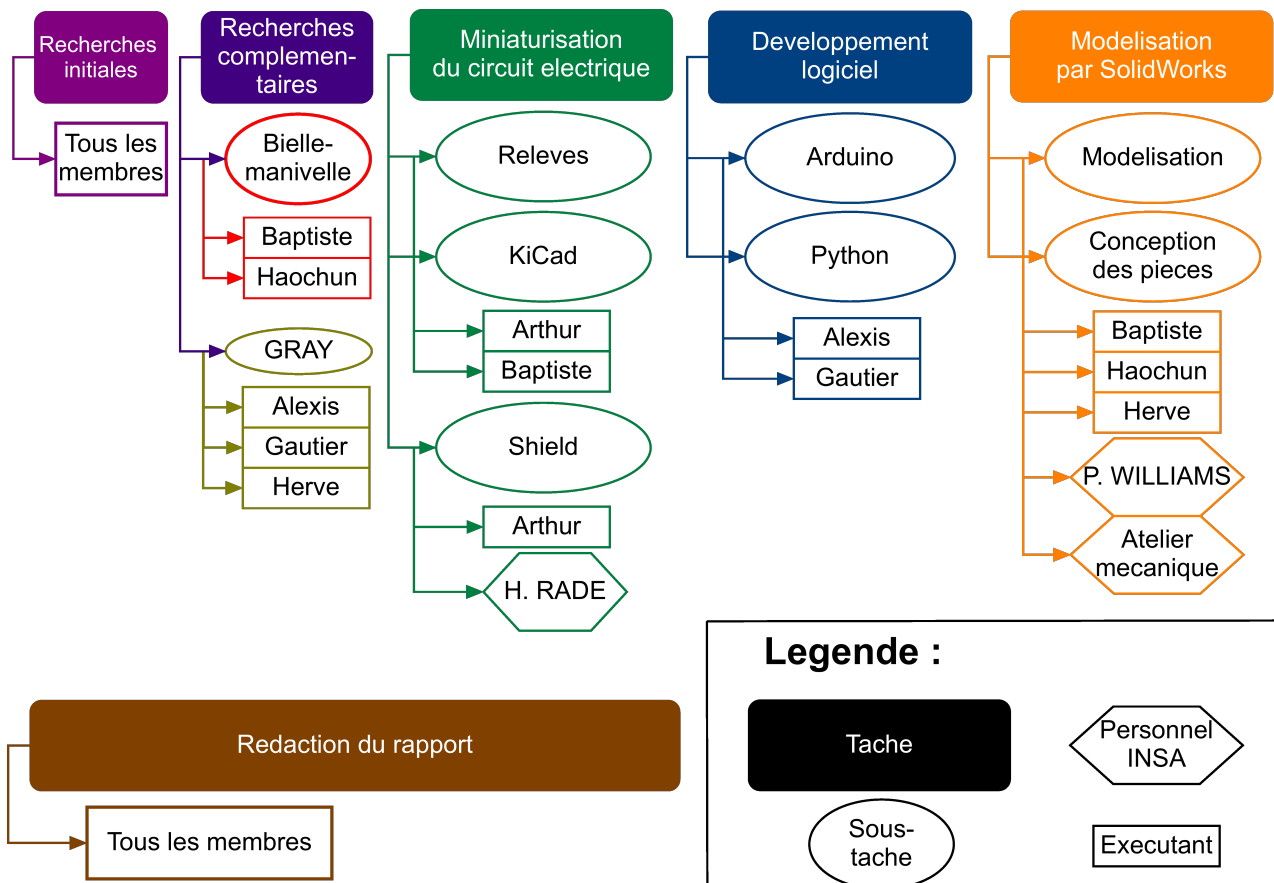 Recherches
initiales
Tous les
membres
Recherches
complemen-
taires
Bielle-
manivelle
Baptiste
Haochun
GRAY
Alexis
Gautier
Herve
Miniaturisation
du circuit electrique
Releves
KiCad
Arthur
Baptiste
Shield
Arthur
H. RADE
Developpement
logiciel
Arduino
Python
Alexis
Gautier
Modelisation
par SolidWorks
Modelisation
Conception
des pieces
Baptiste
Haochun
Herve
P. WILLIAMS
Atelier
mecanique
Redaction du rapport
Tous les membres
Legende :
Tache
Personnel
INSA
Sous-
tache
Executant